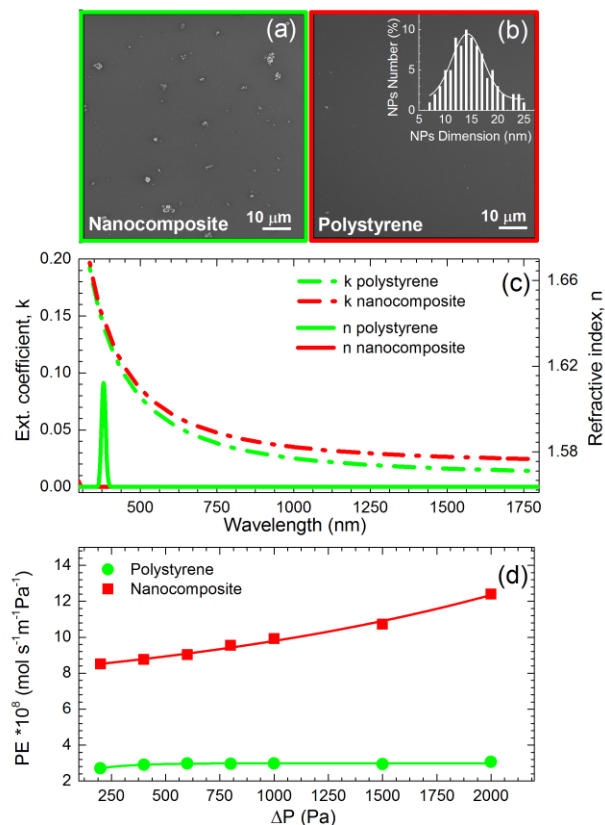 (a)
Nanocomposite
10 μm
(b)
Polystyrene
10 μm
NPs Number (%)
10
5
0
5 10 15 20 25
NPs Dimension (nm)
(c)
Ext. coefficient, k
0.20
0.15
0.10
0.05
0.00
k polystyrene
k nanocomposite
n polystyrene
n nanocomposite
1.66
1.62
1.58
Refractive index, n
500 750 1000 1250 1500 1750
Wavelength (nm)
(d)
PE *10⁸ (mol s⁻¹m⁻¹Pa⁻¹)
14
12
10
8
6
4
2
Polystyrene
Nanocomposite
250 500 750 1000 1250 1500 1750 2000
ΔP (Pa)